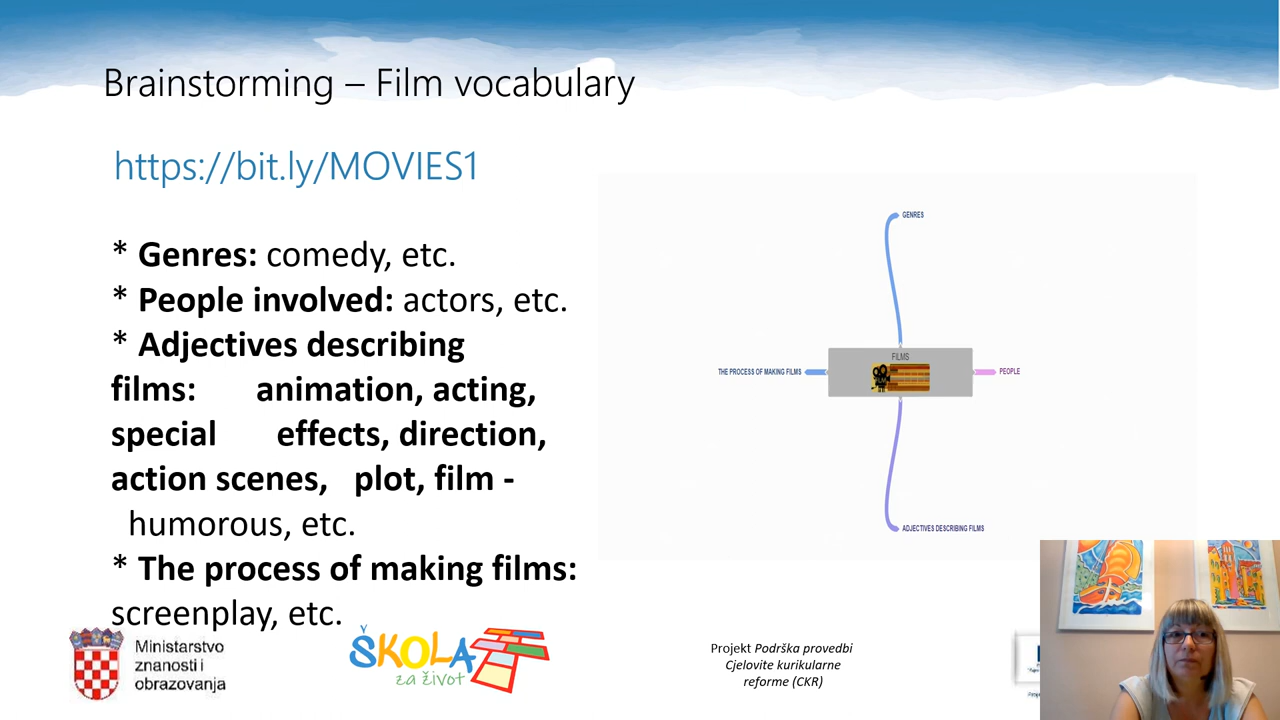 Brainstorming – Film vocabulary
https://bit.ly/MOVIES1
* Genres: comedy, etc.
* People involved: actors, etc.
* Adjectives describing
films: animation, acting,
special effects, direction,
action scenes, plot, film -
humorous, etc.
* The process of making films:
screenplay, etc.
GENRES
FILMS
THE PROCESS OF MAKING FILMS
PEOPLE
ADJECTIVES DESCRIBING FILMS
Ministarstvo
znanosti i
obrazovanja
ŠKOLA
za život
Projekt Podrška provedbi
Cjelovite kurikularne
reforme (CKR)